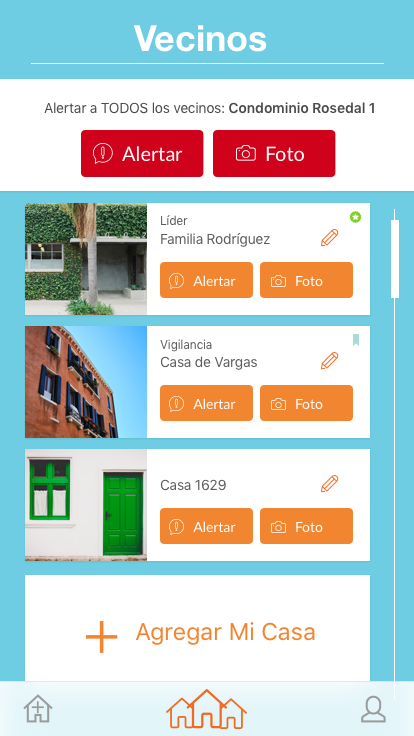 Vecinos
Alertar a TODOS los vecinos: Condominio Rosedal 1
Alertar Foto
Líder
Familia Rodríguez
Alertar Foto
Vigilancia
Casa de Vargas
Alertar Foto
Casa 1629
Alertar Foto
Agregar Mi Casa